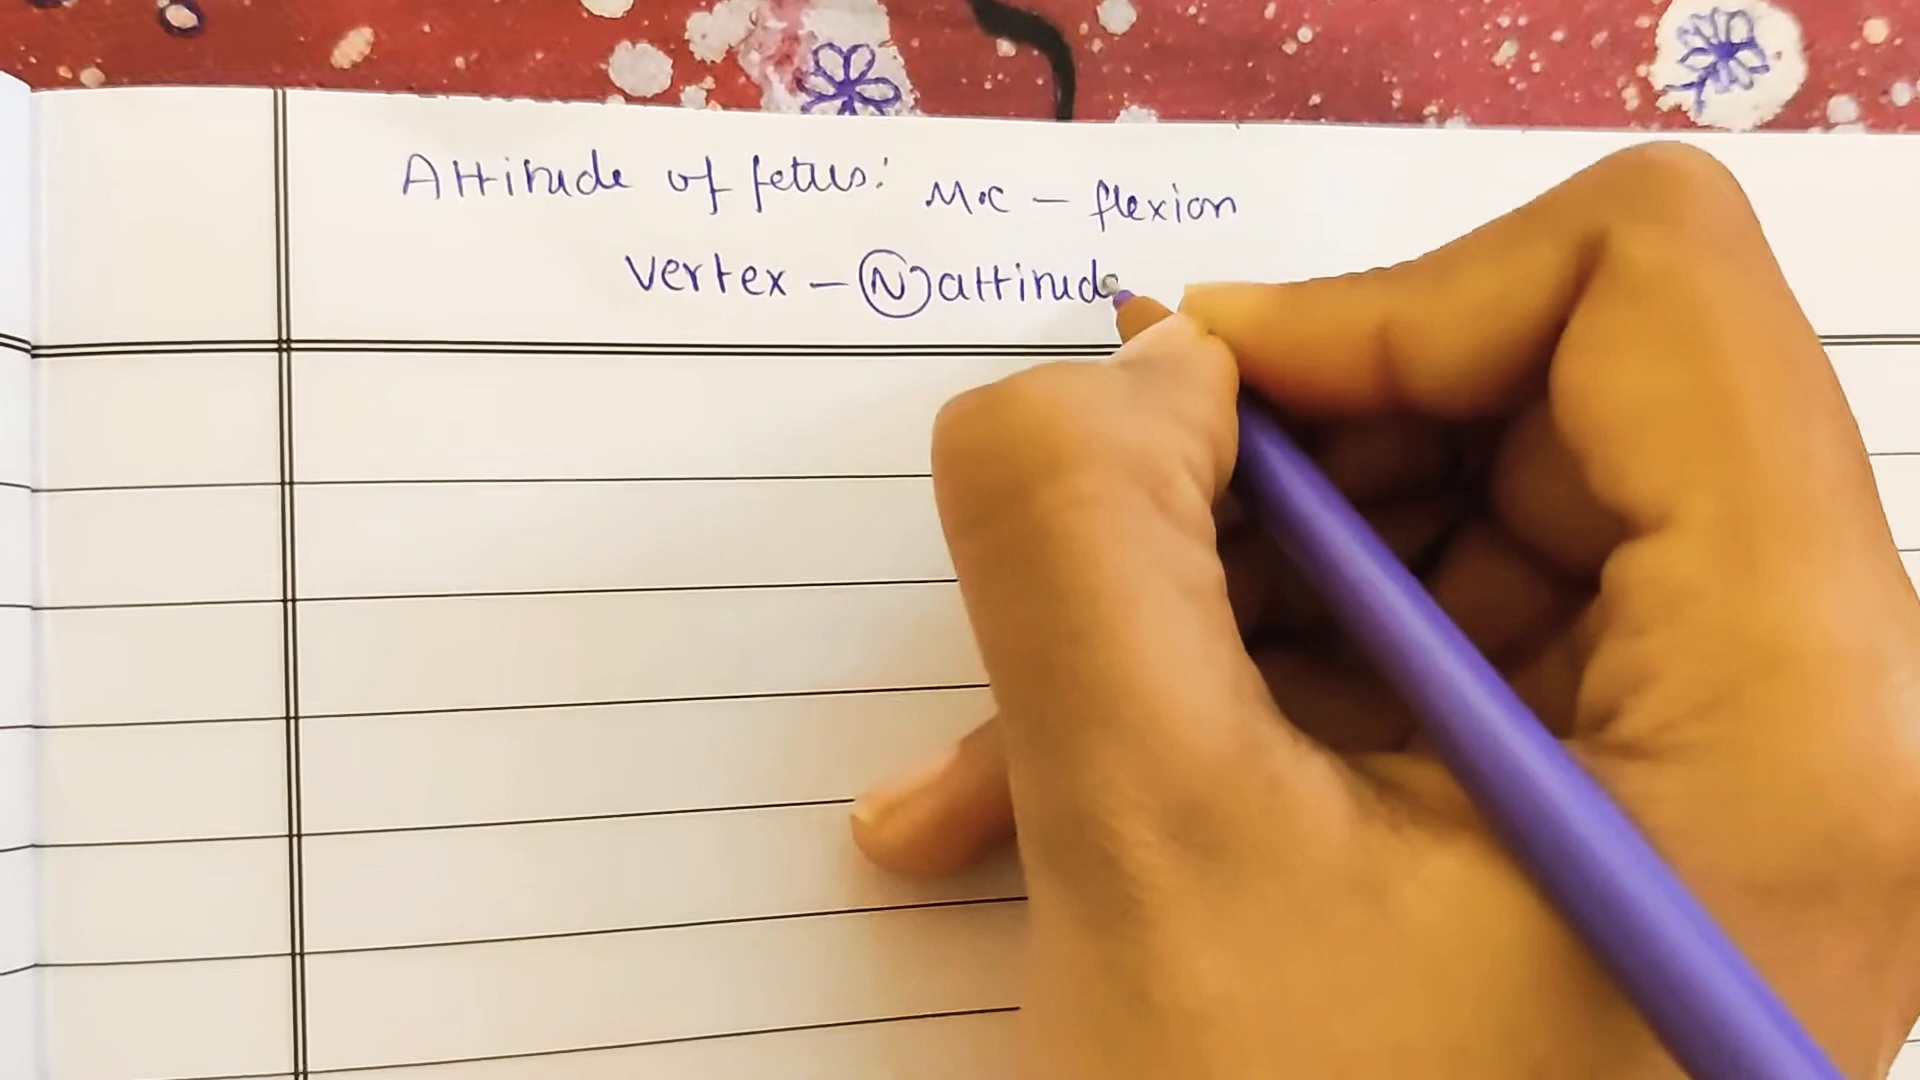 Attitude of fetus: M.C - flexion
Vertex - (N) attitude